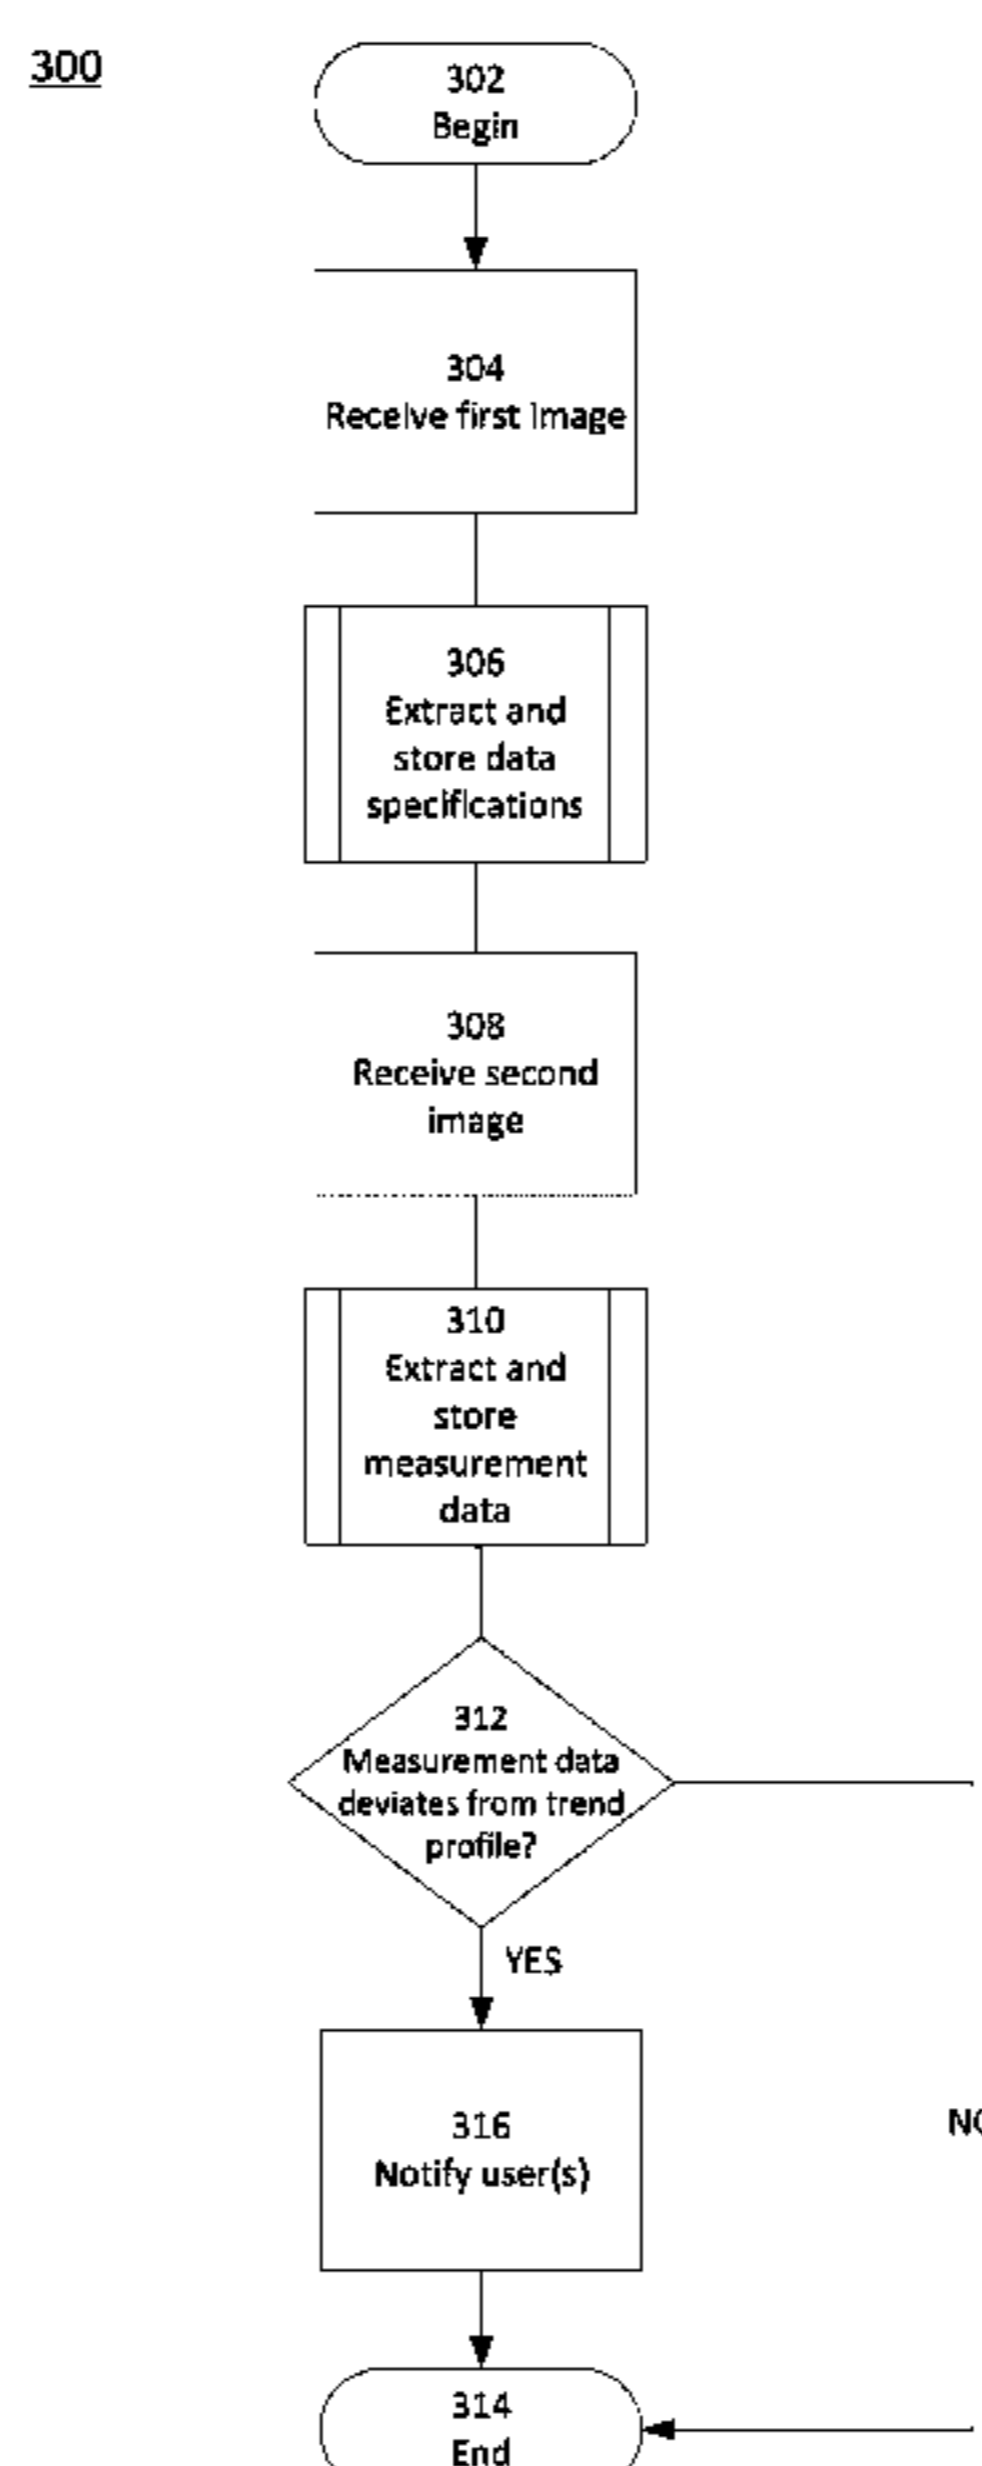 300
302
Begin
304
Receive first image
306
Extract and
store data
specifications
308
Receive second
image
310
Extract and
store
measurement
data
312
Measurement data
deviates from trend
profile?
YES
316
Notify user(s)
NO
314
End